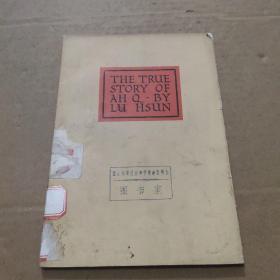 THE TRUE
STORY OF
AH Q - BY
LU HSUN
图书室